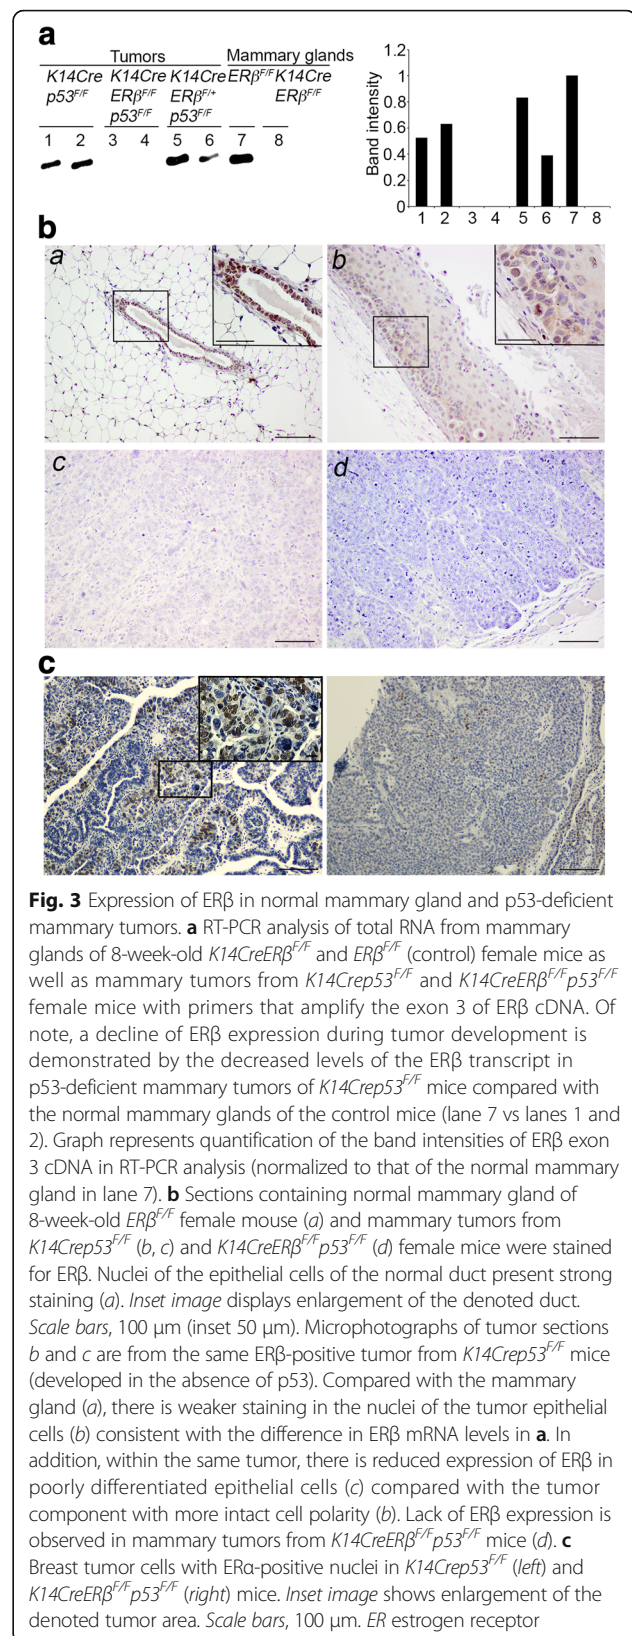 a
Tumors
Mammary glands
K14Cre K14Cre K14Cre ERβF/F K14Cre
p53F/F ERβF/F ERβF/+ ERβF/F
p53F/F p53F/F
1 2 3 4 5 6 7 8
Band intensity
1.2
1
0.8
0.6
0.4
0.2
0
1 2 3 4 5 6 7 8
b
a
b
c
d
c
Fig. 3 Expression of ERβ in normal mammary gland and p53-deficient
mammary tumors. a RT-PCR analysis of total RNA from mammary
glands of 8-week-old K14CreERβF/F and ERβF/F (control) female mice as
well as mammary tumors from K14Crep53F/F and K14CreERβF/Fp53F/F
female mice with primers that amplify the exon 3 of ERβ cDNA. Of
note, a decline of ERβ expression during tumor development is
demonstrated by the decreased levels of the ERβ transcript in
p53-deficient mammary tumors of K14Crep53F/F mice compared with
the normal mammary glands of the control mice (lane 7 vs lanes 1 and
2). Graph represents quantification of the band intensities of ERβ exon
3 cDNA in RT-PCR analysis (normalized to that of the normal mammary
gland in lane 7). b Sections containing normal mammary gland of
8-week-old ERβF/F female mouse (a) and mammary tumors from
K14Crep53F/F (b, c) and K14CreERβF/Fp53F/F (d) female mice were stained
for ERβ. Nuclei of the epithelial cells of the normal duct present strong
staining (a). Inset image displays enlargement of the denoted duct.
Scale bars, 100 μm (inset 50 μm). Microphotographs of tumor sections
b and c are from the same ERβ-positive tumor from K14Crep53F/F mice
(developed in the absence of p53). Compared with the mammary
gland (a), there is weaker staining in the nuclei of the tumor epithelial
cells (b) consistent with the difference in ERβ mRNA levels in a. In
addition, within the same tumor, there is reduced expression of ERβ in
poorly differentiated epithelial cells (c) compared with the tumor
component with more intact cell polarity (b). Lack of ERβ expression is
observed in mammary tumors from K14CreERβF/Fp53F/F mice (d). c
Breast tumor cells with ERα-positive nuclei in K14Crep53F/F (left) and
K14CreERβF/Fp53F/F (right) mice. Inset image shows enlargement of the
denoted tumor area. Scale bars, 100 μm. ER estrogen receptor